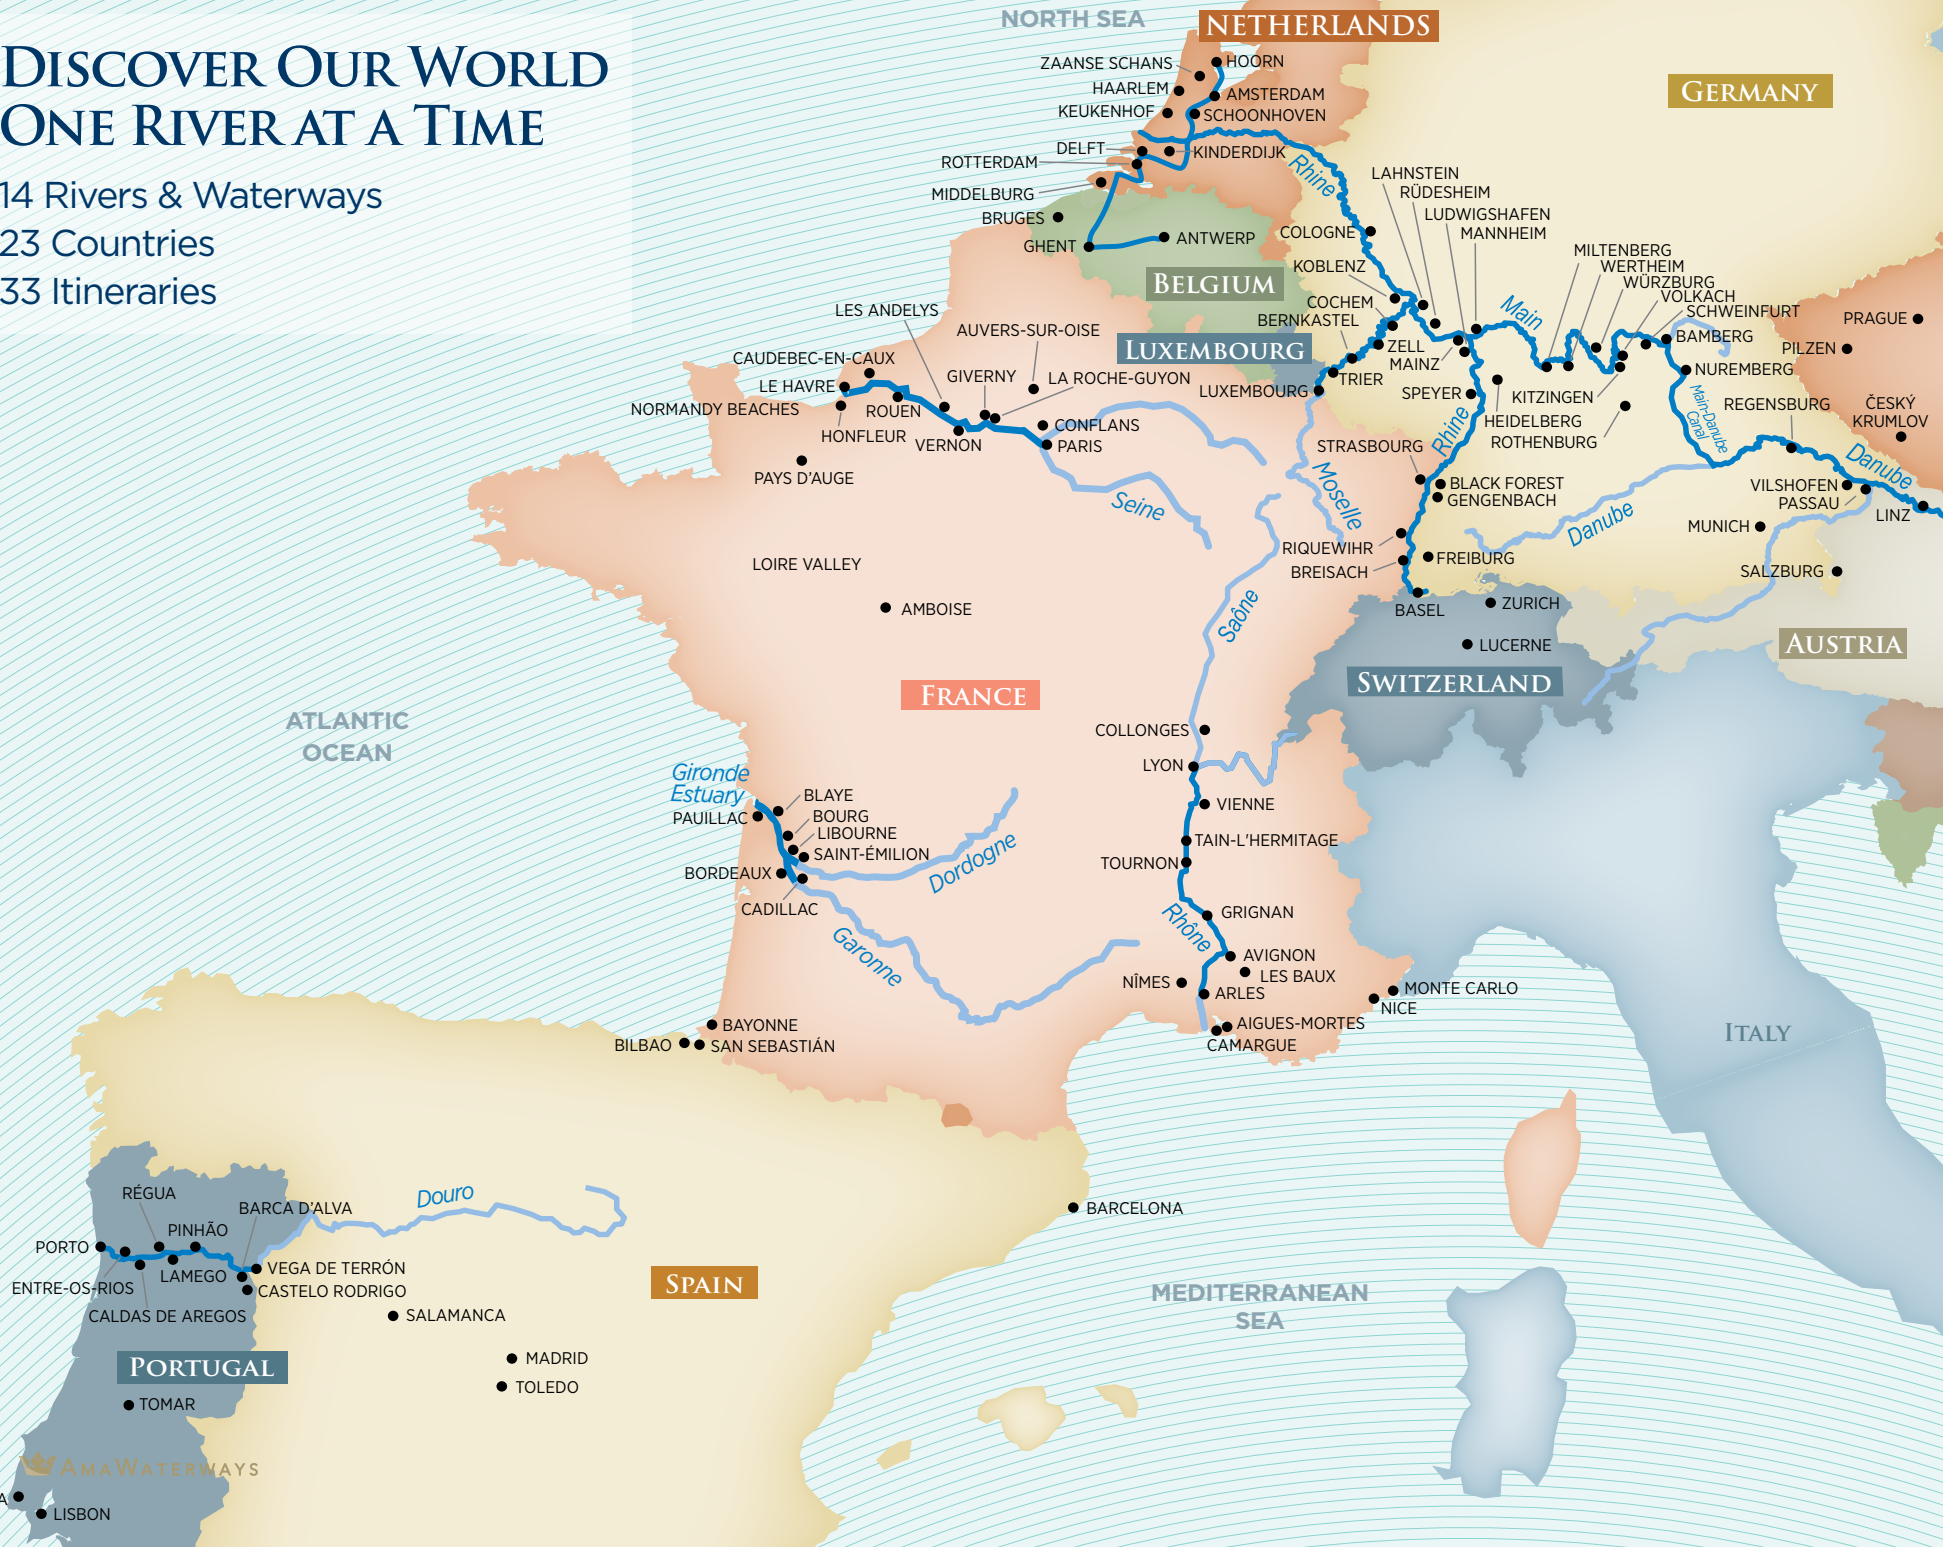 DISCOVER OUR WORLD
ONE RIVER AT A TIME
14 Rivers & Waterways
23 Countries
33 Itineraries
NORTH SEA
NETHERLANDS
GERMANY
ZAANSE SCHANS
HOORN
HAARLEM
AMSTERDAM
KEUKENHOF
SCHOONHOVEN
DELFT
KINDERDIJK
ROTTERDAM
MIDDELBURG
BRUGES
GHENT
ANTWERP
BELGIUM
Rhine
LAHNSTEIN
RÜDESHEIM
LUDWIGSHAFEN
MANNHEIM
COLOGNE
KOBLENZ
COCHEM
BERNKASTEL
MILTENBERG
WERTHEIM
WÜRZBURG
VOLKACH
SCHWEINFURT
BAMBERG
Main
PRAGUE
PILZEN
LUXEMBOURG
ZELL
MAINZ
TRIER
LUXEMBOURG
SPEYER
KITZINGEN
NUREMBERG
HEIDELBERG
ROTHENBURG
Main-Danube
Canal
REGENSBURG
ČESKÝ
KRUMLOV
Rhine
Danube
STRASBOURG
BLACK FOREST
GENGENBACH
VILSHOFEN
PASSAU
LINZ
Moselle
Danube
MUNICH
SALZBURG
RIQUEWIHR
BREISACH
FREIBURG
BASEL
ZURICH
LUCERNE
SWITZERLAND
AUSTRIA
LES ANDELYS
AUVERS-SUR-OISE
CAUDEBEC-EN-CAUX
GIVERNY
LA ROCHE-GUYON
LE HAVRE
NORMANDY BEACHES
ROUEN
HONFLEUR
VERNON
CONFLANS
PARIS
PAYS D'AUGE
Seine
LOIRE VALLEY
AMBOISE
Saône
FRANCE
ATLANTIC
OCEAN
COLLONGES
LYON
VIENNE
TAIN-L'HERMITAGE
TOURNON
Gironde
Estuary
BLAYE
PAUILLAC
BOURG
LIBOURNE
SAINT-ÉMILION
BORDEAUX
CADILLAC
Dordogne
Garonne
GRIGNAN
Rhône
AVIGNON
LES BAUX
NÎMES
ARLES
AIGUES-MORTES
CAMARGUE
MONTE CARLO
NICE
ITALY
BAYONNE
BILBAO
SAN SEBASTIÁN
RÉGUA
BARCA D'ALVA
Douro
PINHÃO
PORTO
LAMEGO
VEGA DE TERRÓN
ENTRE-OS-RIOS
CASTELO RODRIGO
CALDAS DE AREGOS
SALAMANCA
SPAIN
BARCELONA
MEDITERRANEAN
SEA
PORTUGAL
MADRID
TOLEDO
TOMAR
AMAWATERWAYS
A
LISBON